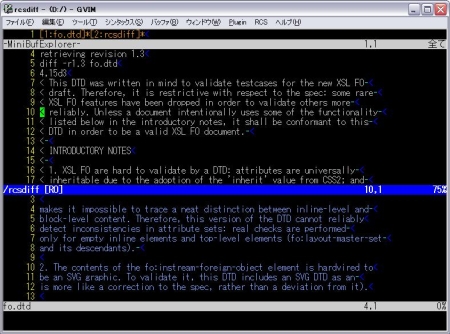 rcsdiff - (D:/) - GVIM
ファイル(F) 編集(E) ツール(T) シンタックス(S) バッファ(B) ウィンドウ(W) Plugin RCS ヘルプ(H)
1 [1:fo.dtd]*[2:rcsdiff]*
-MiniBufExplorer- 1,1 全て
4 retrieving revision 1.3
5 diff -r1.3 fo.dtd
6 4,15d3
7 < This DTD was written in mind to validate testcases for the new XSL FO
8 < draft. Therefore, it is restrictive with respect to the spec: some rare
9 < XSL FO features have been dropped in order to validate others more
10 < reliably. Unless a document intentionally uses some of the functionality
11 < listed below in the introductory notes, it shall be conformant to this
12 < DTD in order to be a valid XSL FO document.
13 <
14 < INTRODUCTORY NOTES
15 <
16 < 1. XSL FO are hard to validate by a DTD: attributes are universally
17 < inheritable due to the adoption of the 'inherit' value from CSS2; and
/rcsdiff [RO] 10,1 75%
3
4 makes it impossible to trace a neat distinction between inline-level and
5 block-level content. Therefore, this version of the DTD cannot reliably
6 detect inconsistencies in attribute sets: real checks are performed
7 only for empty inline elements and top-level elements (fo:layout-master-set
8 and its descendants).
9
10 2. The contents of the fo:instream-foreign-object element is hardwired to
11 be an SVG graphic. To validate it, this DTD includes an SVG DTD as an
12 is more like a correction to the spec, rather than a deviation from it).
13
fo.dtd 4,1 0%